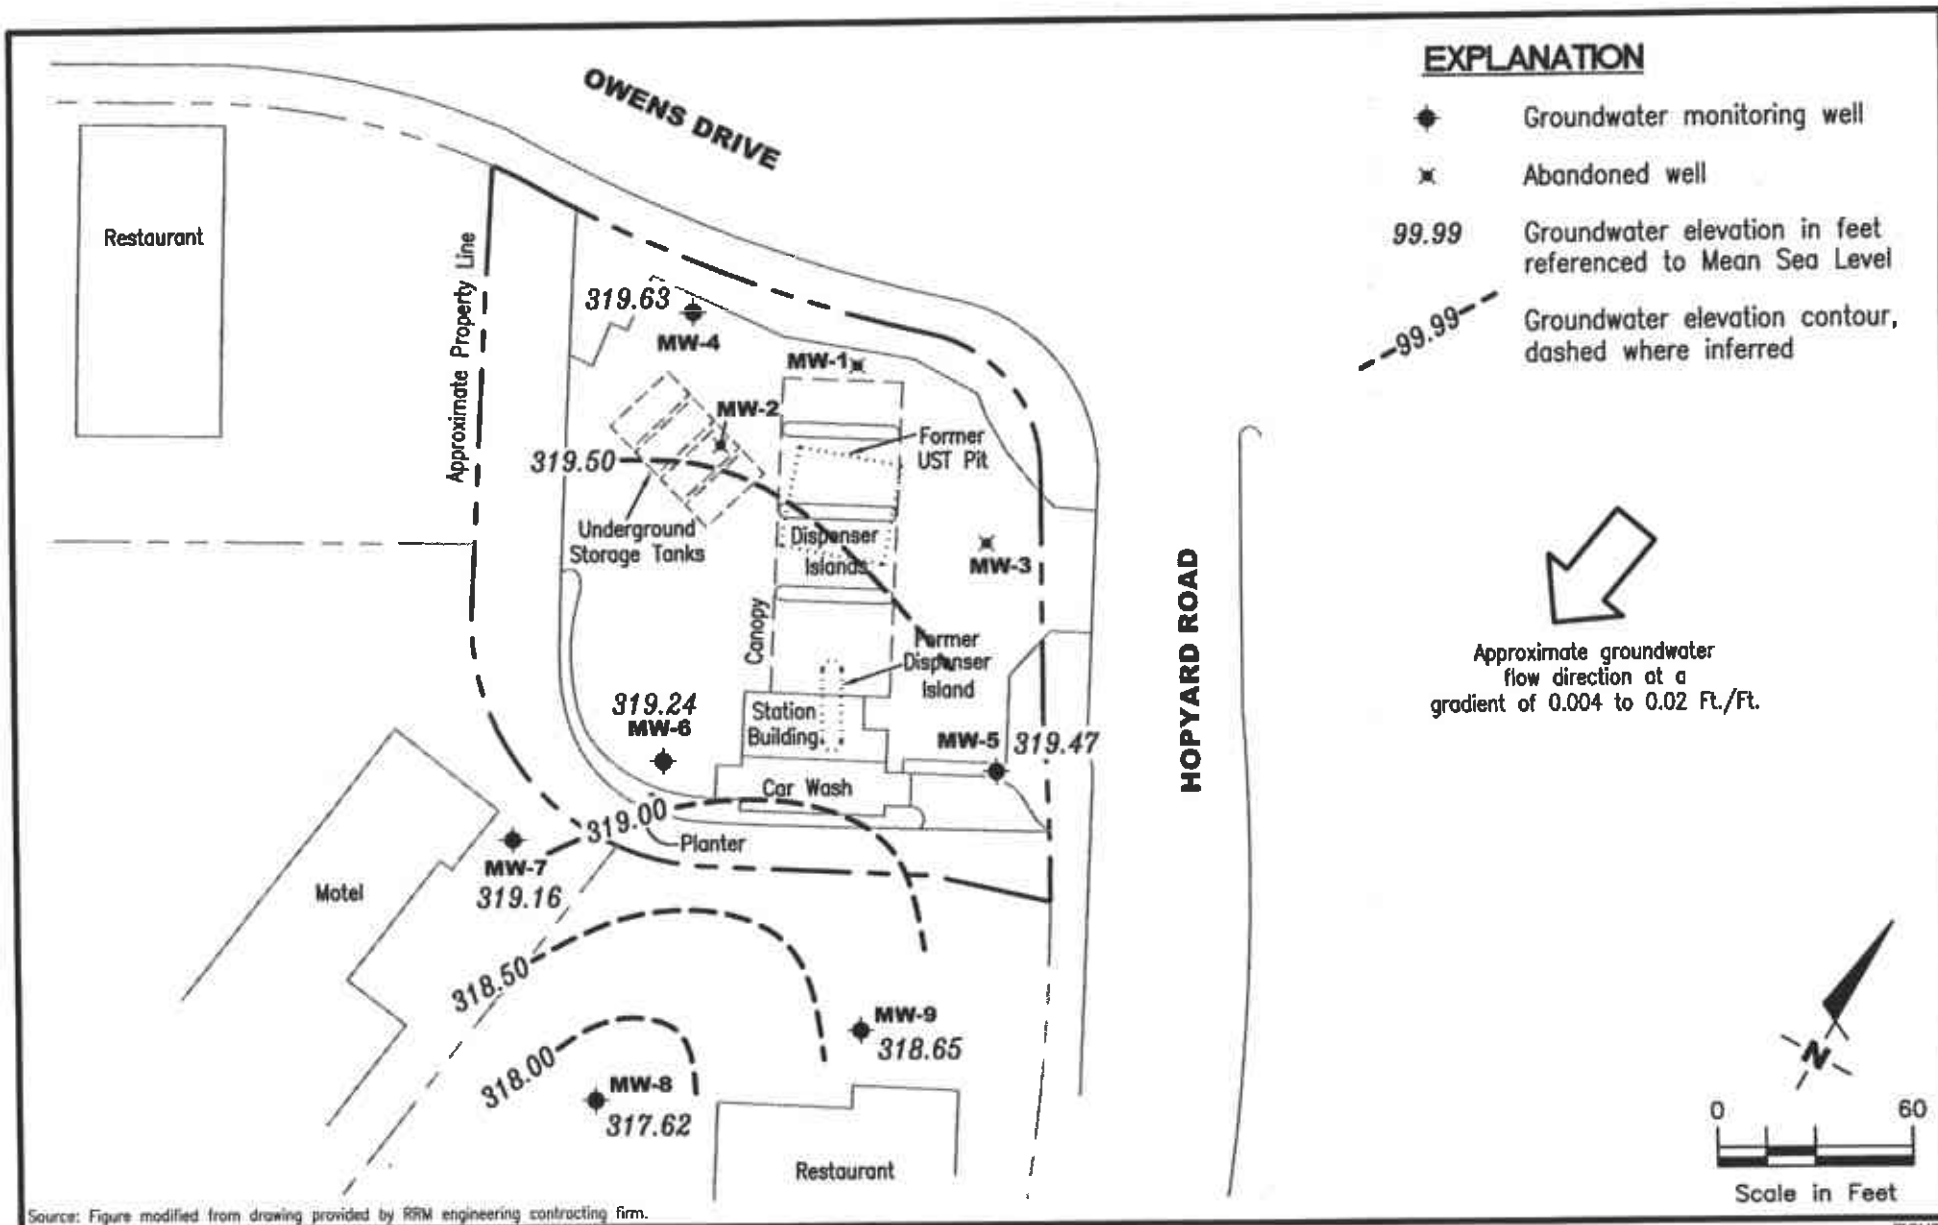 EXPLANATION
Groundwater monitoring well
Abandoned well
99.99
Groundwater elevation in feet
referenced to Mean Sea Level
99.99
Groundwater elevation contour,
dashed where inferred
OWENS DRIVE
Restaurant
Approximate Property Line
319.63
MW-4
MW-1
MW-2
Former
UST Pit
319.50
Underground
Storage Tanks
Dispenser
Islands
MW-3
Canopy
Former
Dispenser
Island
HOPYARD ROAD
Approximate groundwater
flow direction at a
gradient of 0.004 to 0.02 Ft./Ft.
319.24
MW-6
Station
Building
MW-5
319.47
Car Wash
319.00
Planter
MW-7
319.16
Motel
318.50
MW-9
318.65
318.00
MW-8
317.62
Restaurant
N
0 60
Scale in Feet
Source: Figure modified from drawing provided by RRM engineering contracting firm.